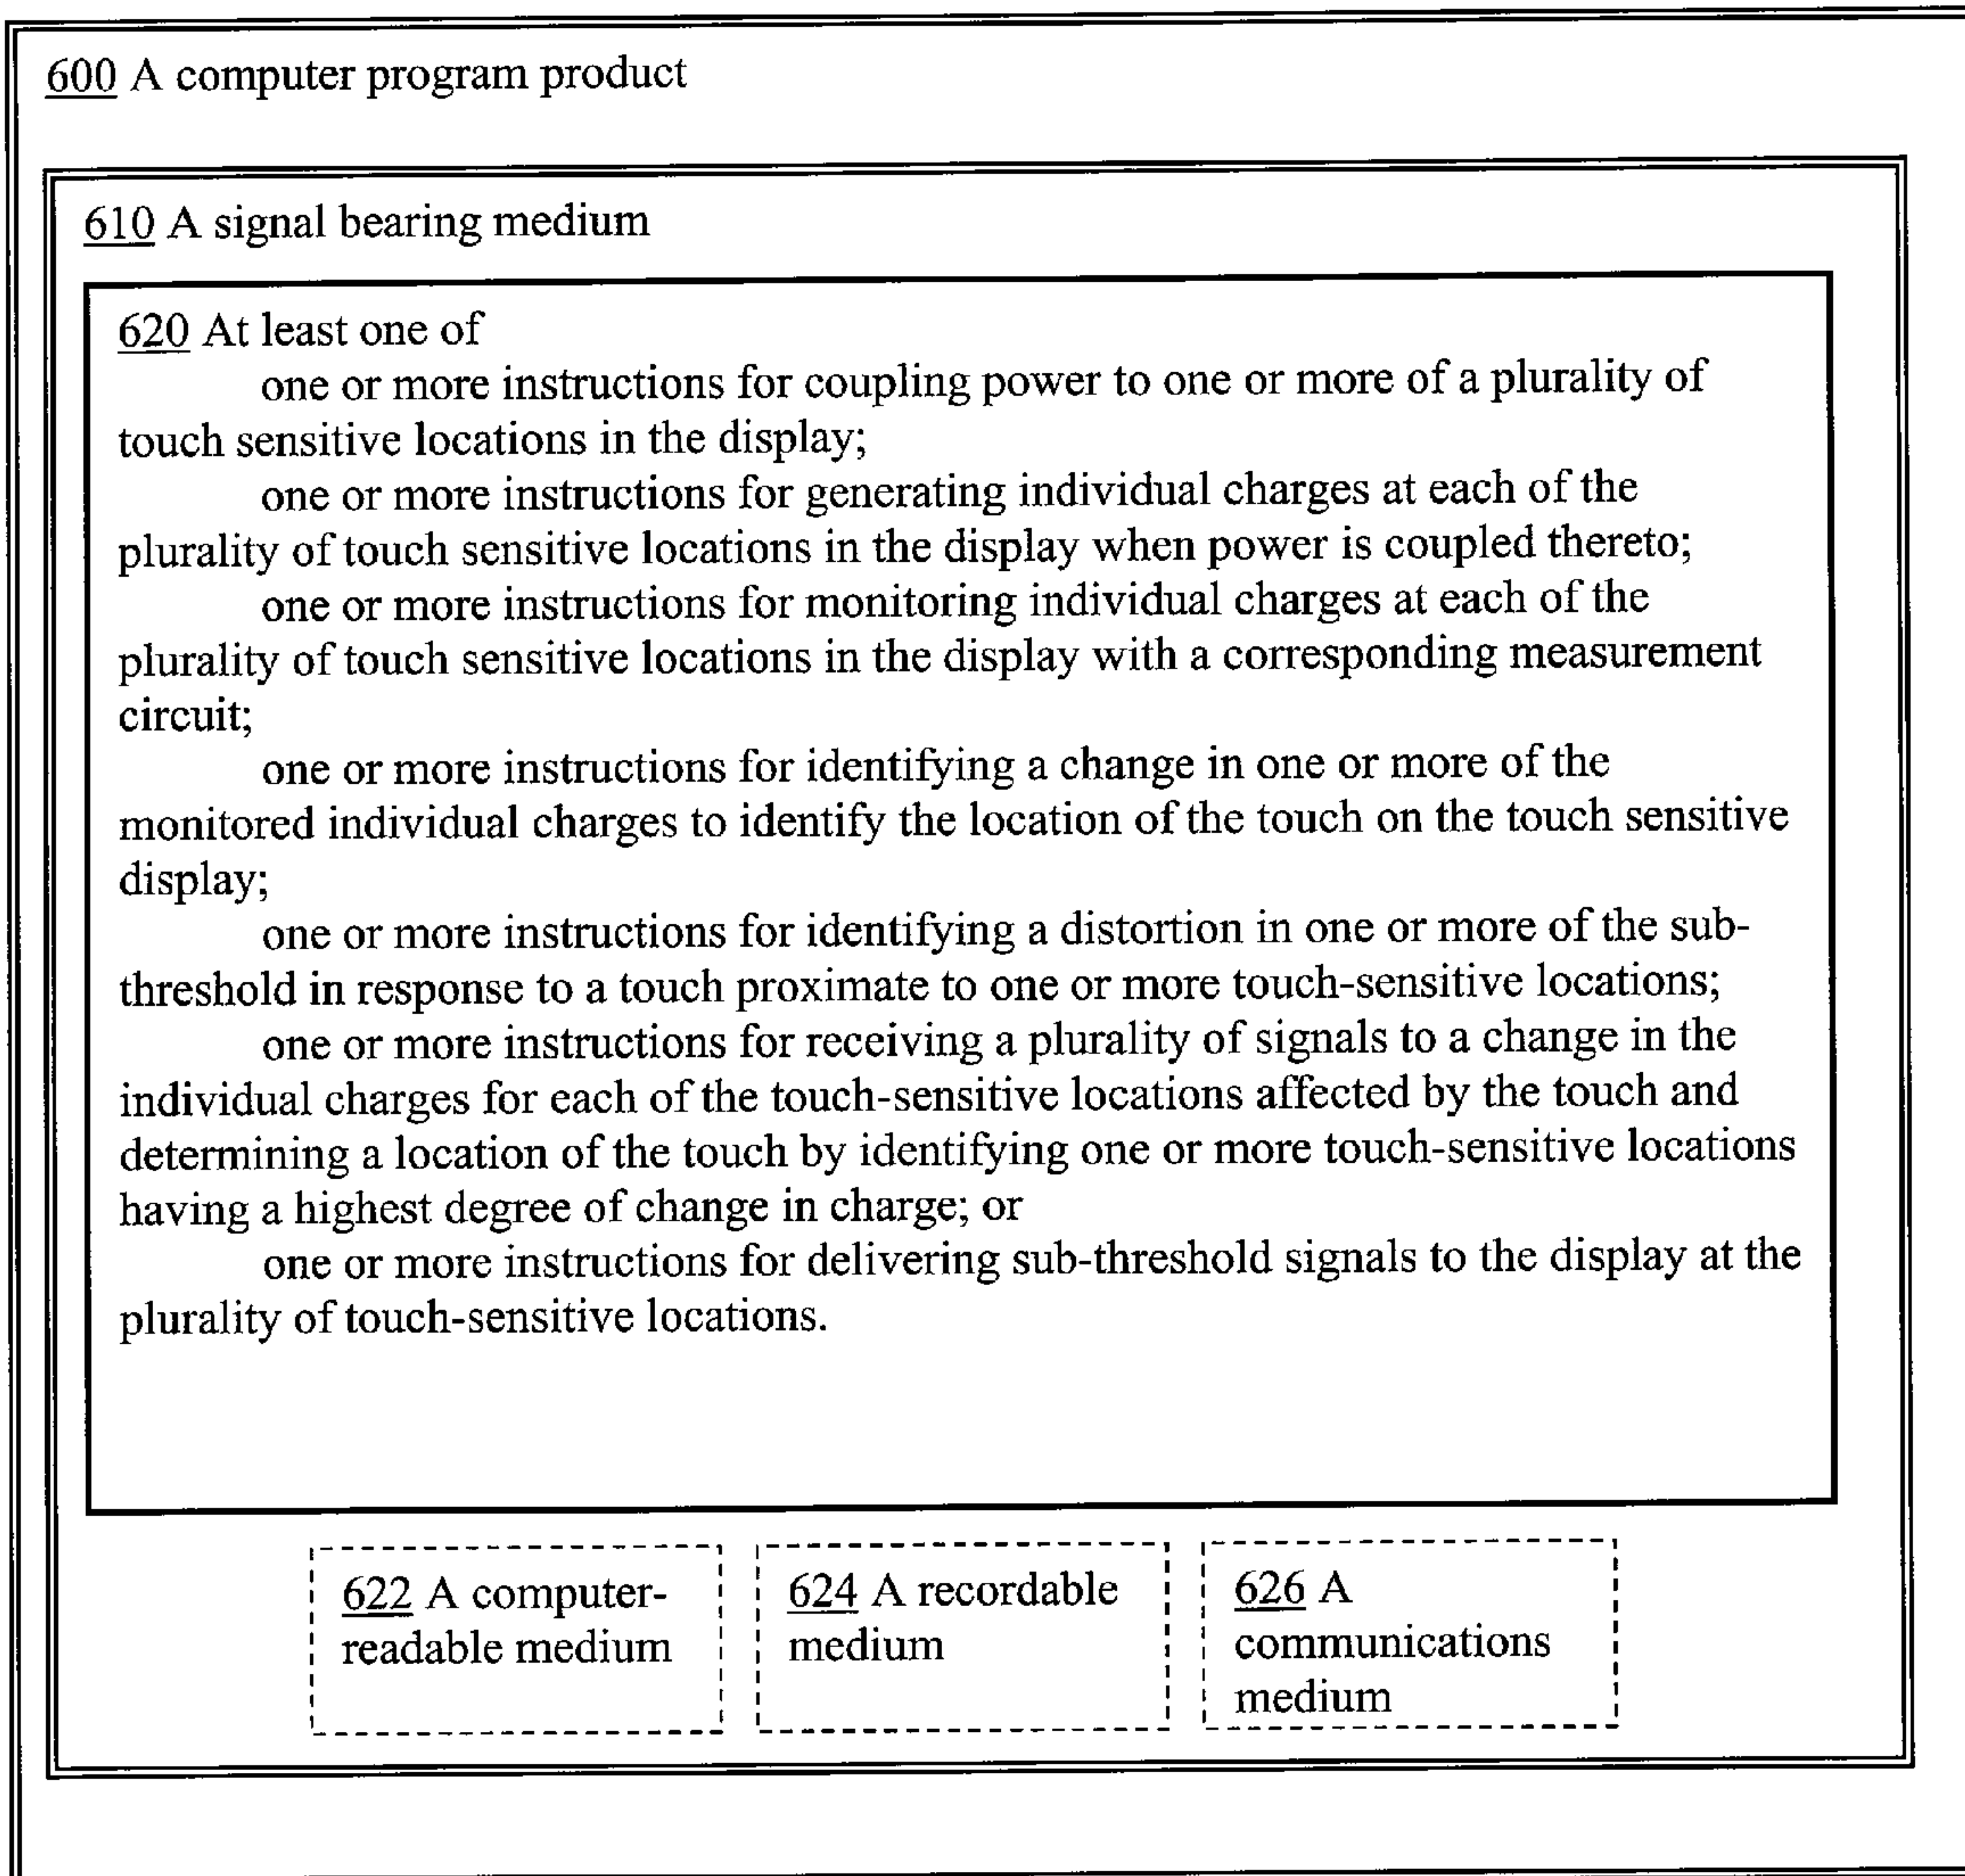 600 A computer program product
610 A signal bearing medium
620 At least one of
one or more instructions for coupling power to one or more of a plurality of
touch sensitive locations in the display;
one or more instructions for generating individual charges at each of the
plurality of touch sensitive locations in the display when power is coupled thereto;
one or more instructions for monitoring individual charges at each of the
plurality of touch sensitive locations in the display with a corresponding measurement
circuit;
one or more instructions for identifying a change in one or more of the
monitored individual charges to identify the location of the touch on the touch sensitive
display;
one or more instructions for identifying a distortion in one or more of the sub-
threshold in response to a touch proximate to one or more touch-sensitive locations;
one or more instructions for receiving a plurality of signals to a change in the
individual charges for each of the touch-sensitive locations affected by the touch and
determining a location of the touch by identifying one or more touch-sensitive locations
having a highest degree of change in charge; or
one or more instructions for delivering sub-threshold signals to the display at the
plurality of touch-sensitive locations.
622 A computer-
readable medium
624 A recordable
medium
626 A
communications
medium